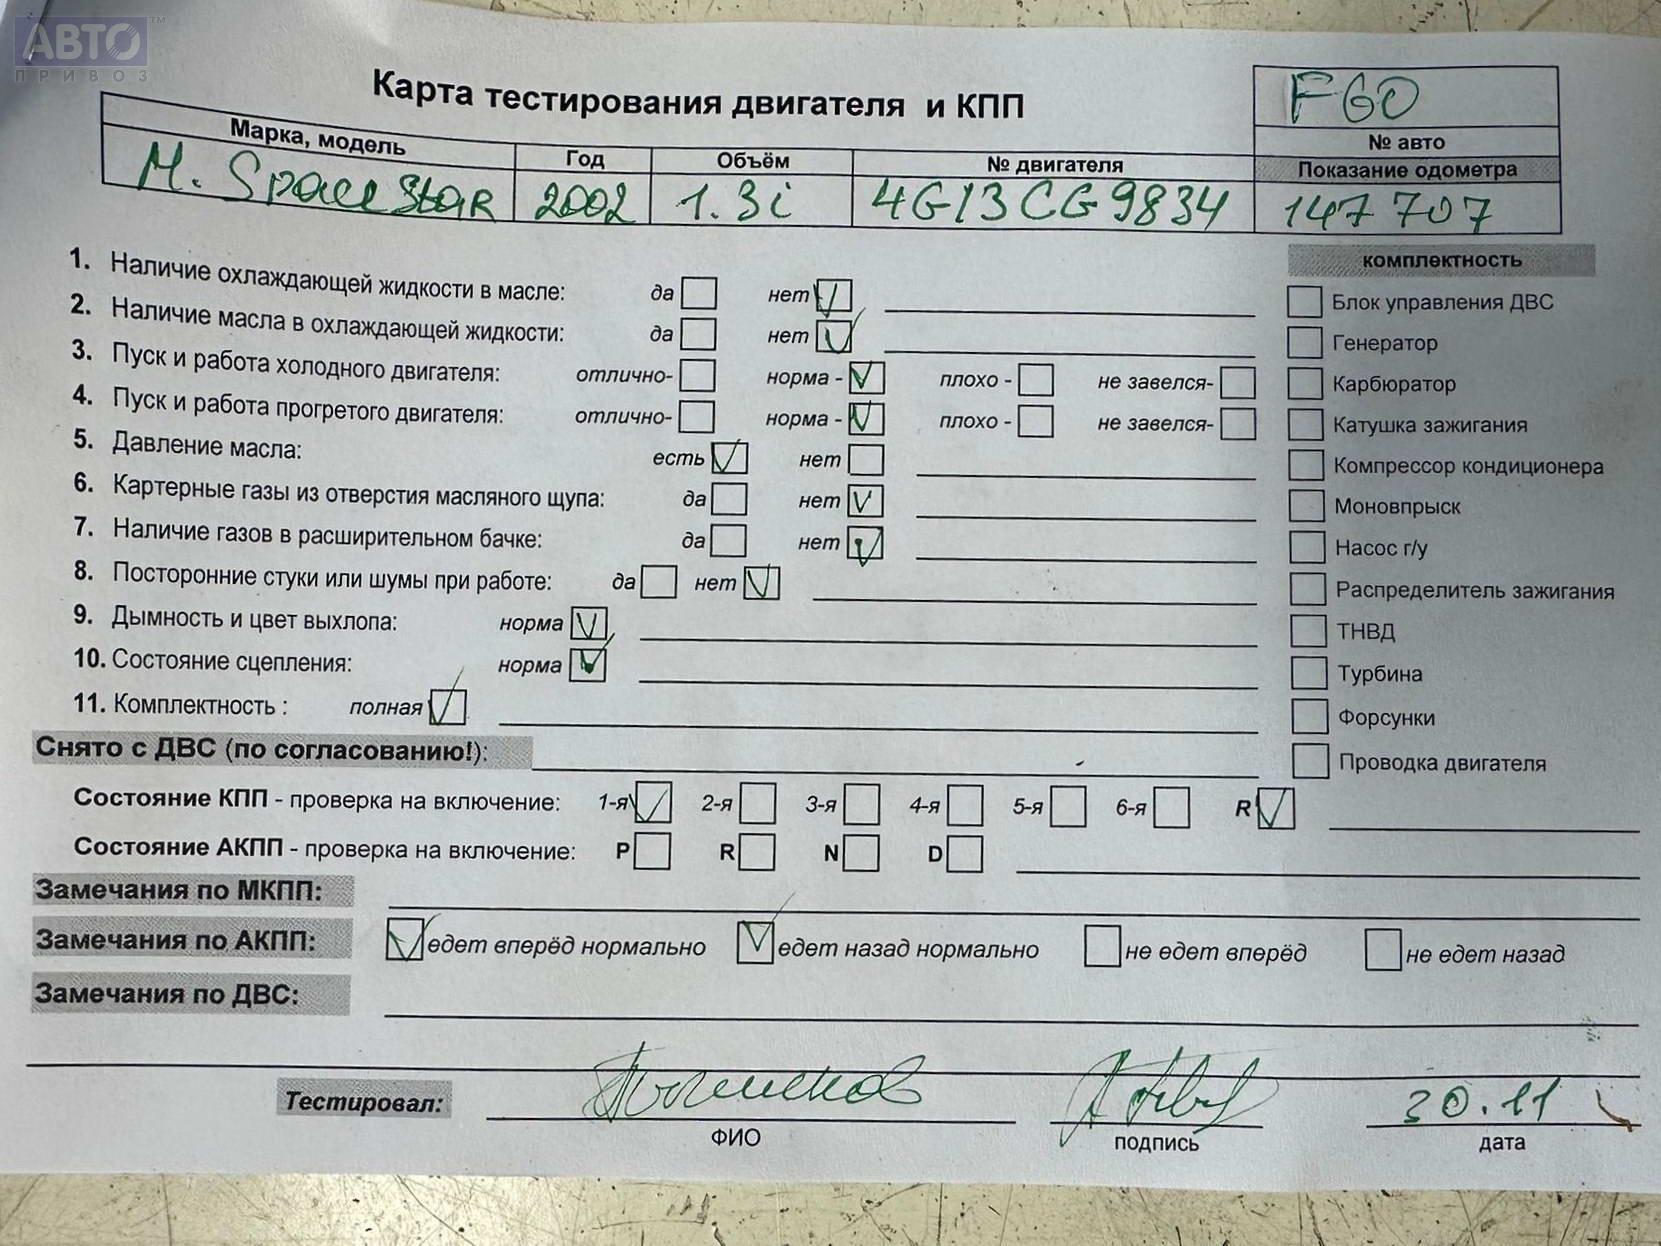 АВТО™
ПРИВОЗ
Карта тестирования двигателя и КПП
F60
№ авто
Марка, модель Год Объём № двигателя Показание одометра
M. Space Star 2002 1.3i 4G13CG9834 147 707
1. Наличие охлаждающей жидкости в масле: да нет
2. Наличие масла в охлаждающей жидкости: да нет
3. Пуск и работа холодного двигателя: отлично- норма - плохо - не завелся-
4. Пуск и работа прогретого двигателя: отлично- норма - плохо - не завелся-
5. Давление масла: есть нет
6. Картерные газы из отверстия масляного щупа: да нет
7. Наличие газов в расширительном бачке: да нет
8. Посторонние стуки или шумы при работе: да нет
9. Дымность и цвет выхлопа: норма
10. Состояние сцепления: норма
11. Комплектность : полная
комплектность
Блок управления ДВС
Генератор
Карбюратор
Катушка зажигания
Компрессор кондиционера
Моновпрыск
Насос г/у
Распределитель зажигания
ТНВД
Турбина
Форсунки
Проводка двигателя
Снято с ДВС (по согласованию!):
Состояние КПП - проверка на включение: 1-я 2-я 3-я 4-я 5-я 6-я R
Состояние АКПП - проверка на включение: P R N D
Замечания по МКПП:
Замечания по АКПП: едет вперёд нормально едет назад нормально не едет вперёд не едет назад
Замечания по ДВС:
Тестировал: 30.11
ФИО подпись дата